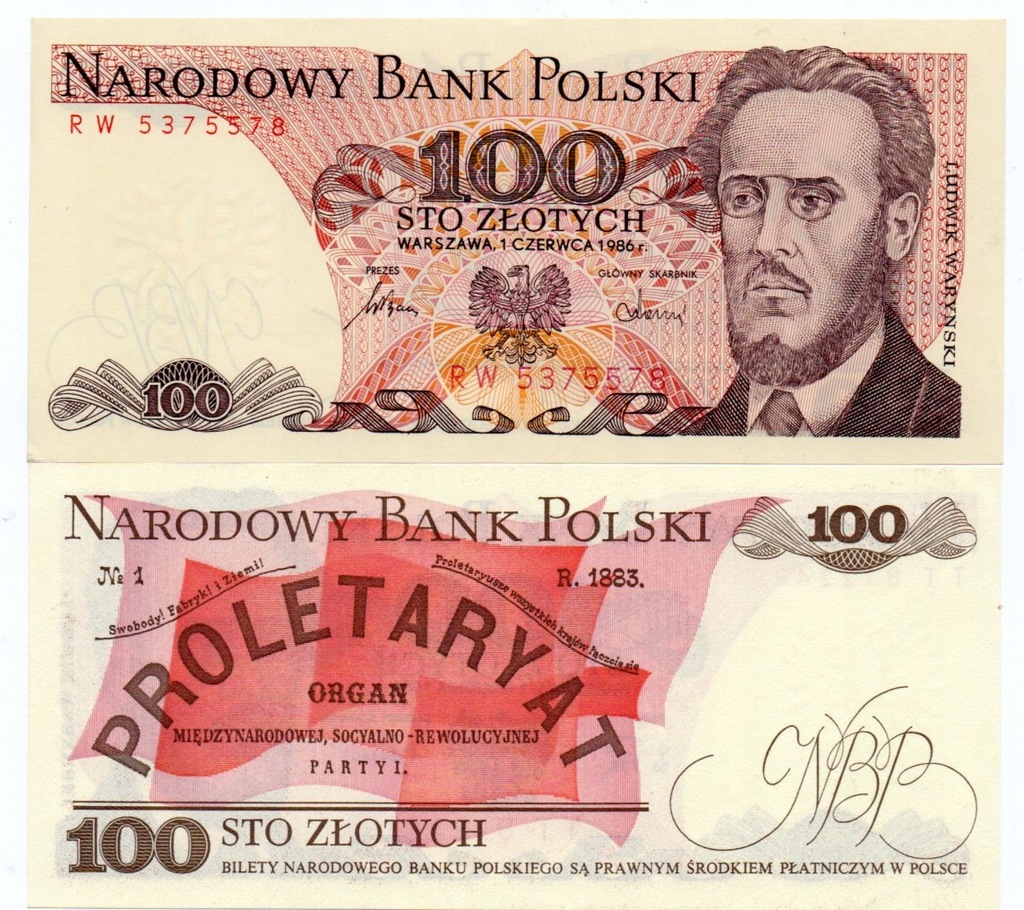 NARODOWY BANK POLSKI
RW 5375578
100
STO ZŁOTYCH
WARSZAWA, 1 CZERWCA 1986 r.
PREZES
GŁÓWNY SKARBNIK
LUDWIK WARYŃSKI
RW 5375578
100
NARODOWY BANK POLSKI
100
№ 1
R. 1883.
Swobody! Fabryk! i Ziemi!
Proletaryusze wszystkich krajów łączcie się
PROLETARYAT
ORGAN
MIĘDZYNARODOWEJ, SOCYALNO-REWOLUCYJNEJ
PARTYI.
NBP
100 STO ZŁOTYCH
BILETY NARODOWEGO BANKU POLSKIEGO SĄ PRAWNYM ŚRODKIEM PŁATNICZYM W POLSCE